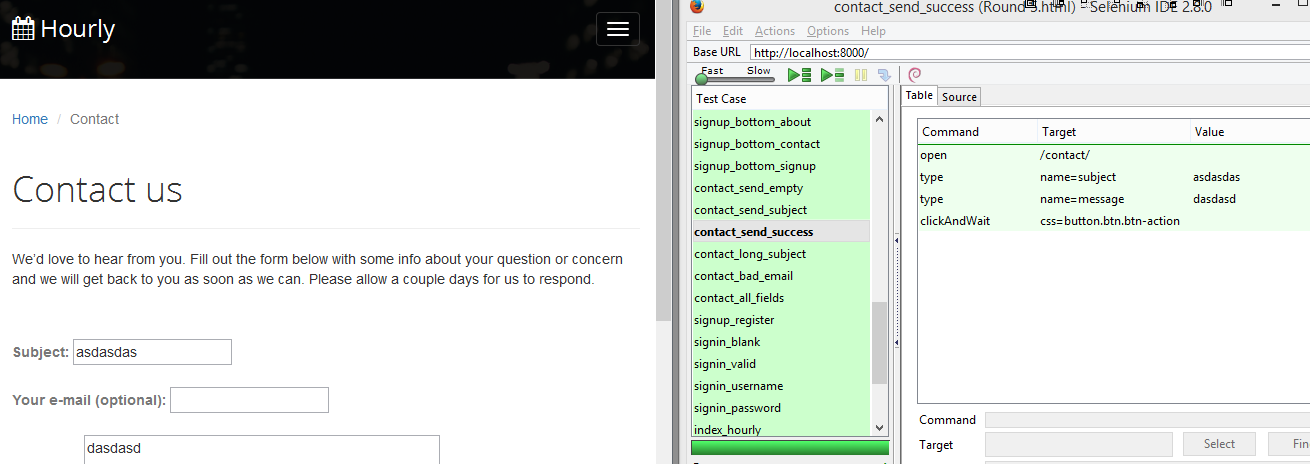 Hourly
Home / Contact
Contact us
We'd love to hear from you. Fill out the form below with some info about your question or concern
and we will get back to you as soon as we can. Please allow a couple days for us to respond.
Subject: asdasdas
Your e-mail (optional):
dasdasd
contact_send_success (Round 3.html) - Selenium IDE 2.8.0
File Edit Actions Options Help
Base URL http://localhost:8000/
Fast Slow
Test Case
signup_bottom_about
signup_bottom_contact
signup_bottom_signup
contact_send_empty
contact_send_subject
contact_send_success
contact_long_subject
contact_bad_email
contact_all_fields
signup_register
signin_blank
signin_valid
signin_username
signin_password
index_hourly
Table Source
Command Target Value
open /contact/
type name=subject asdasdas
type name=message dasdasd
clickAndWait css=button.btn.btn-action
Command
Target Select Fin